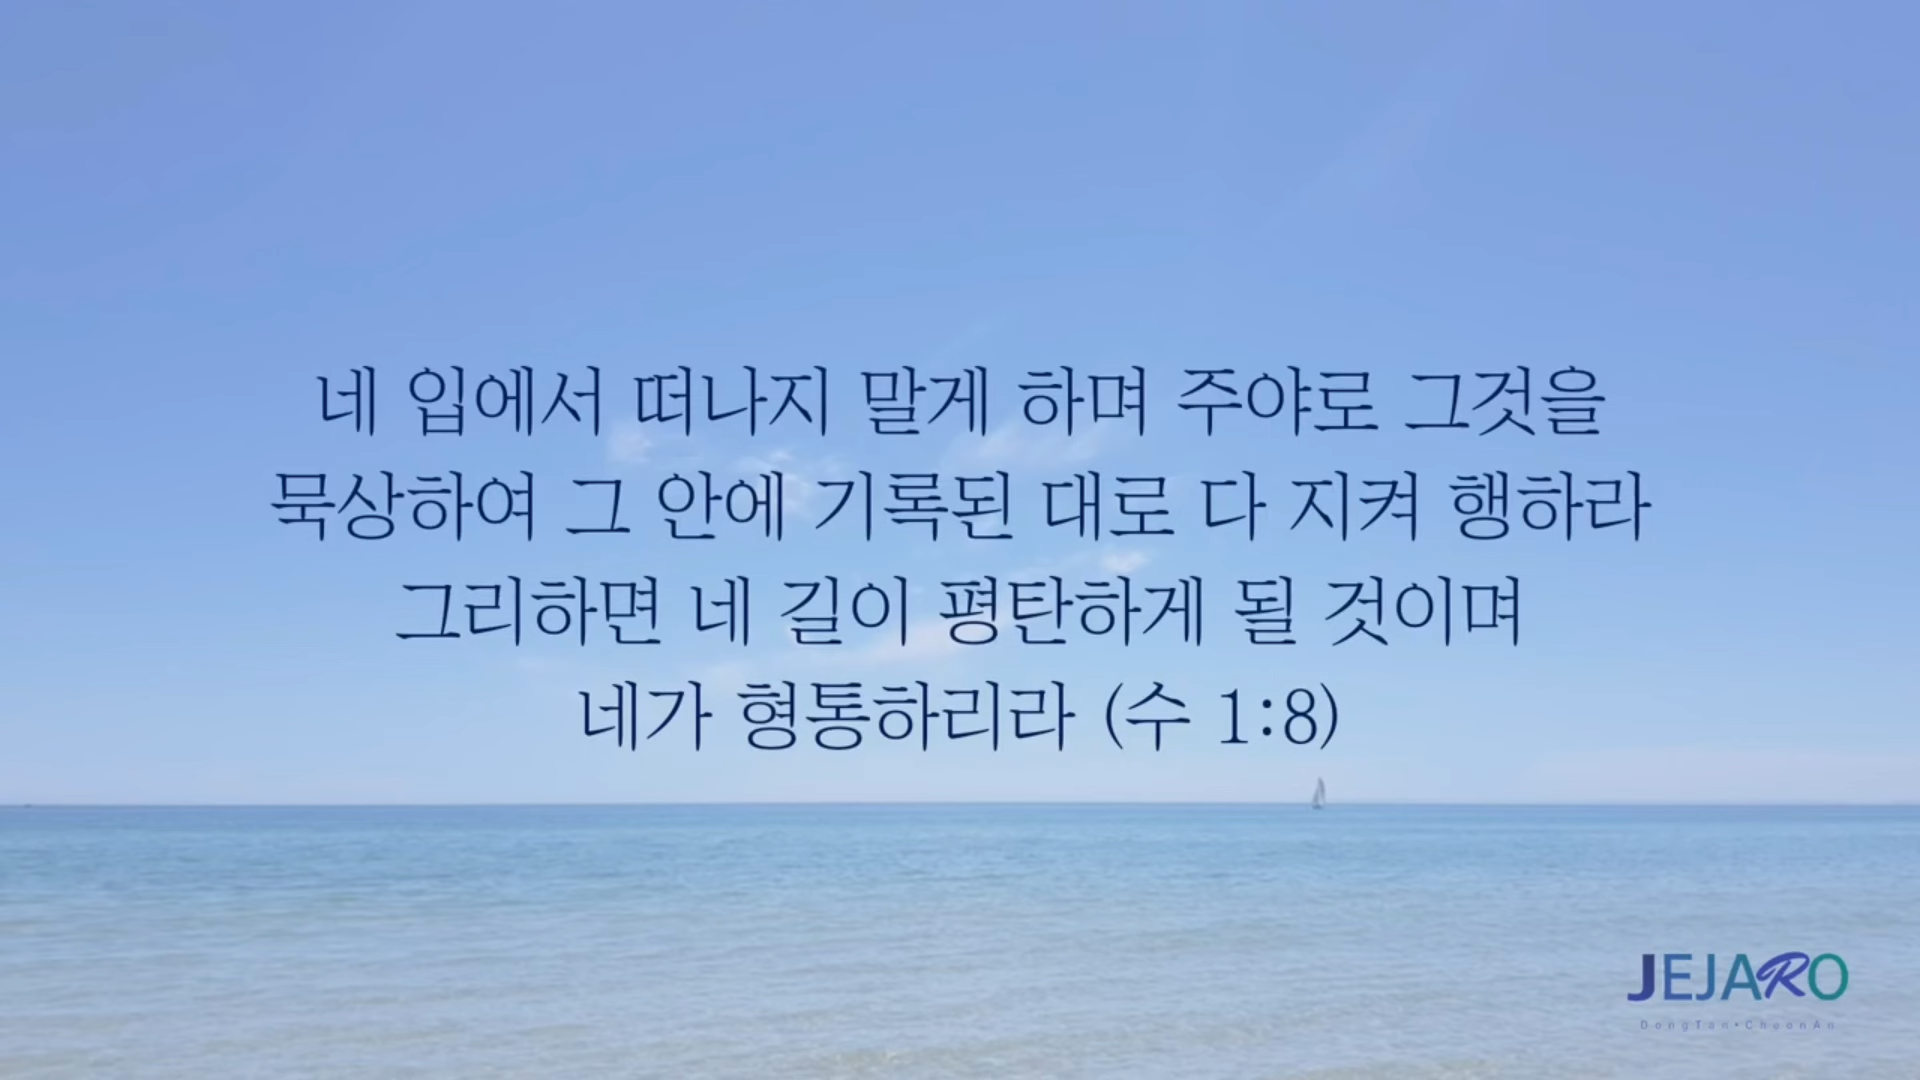 네 입에서 떠나지 말게 하며 주야로 그것을
묵상하여 그 안에 기록된 대로 다 지켜 행하라
그리하면 네 길이 평탄하게 될 것이며
네가 형통하리라 (수 1:8)
JEJARO
DongTan•CheonAn